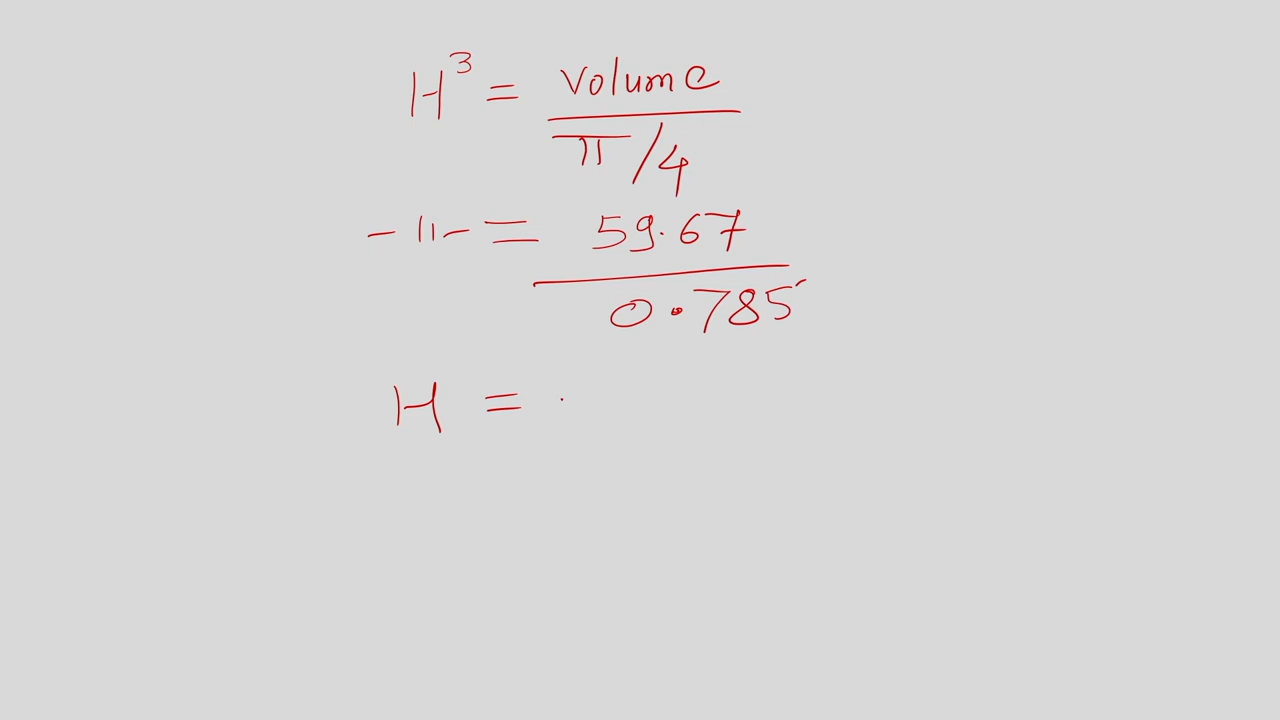 H³ = Volume
π/4
-11- = 59.67
0.785
H =